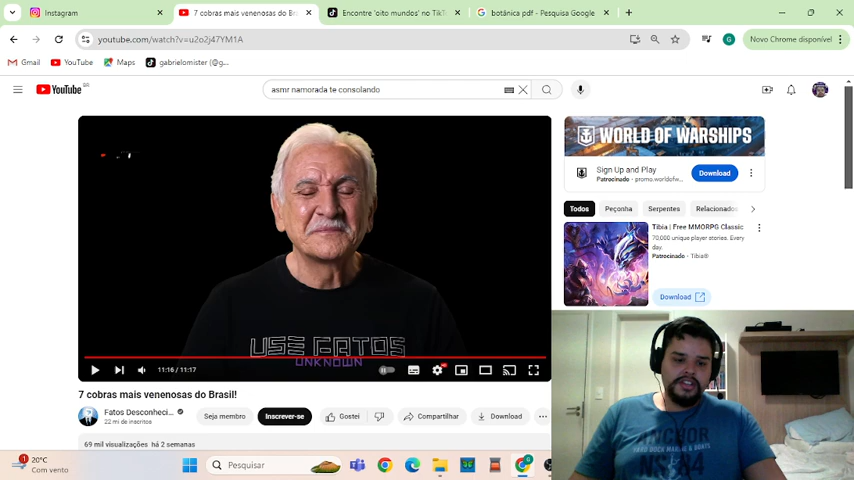 Instagram
7 cobras mais venenosas do Br
Encontre 'oito mundos' no TikT
botânica pdf - Pesquisa Google
youtube.com/watch?v=u2o2j47YM1A
Novo Chrome disponível
Gmail
YouTube
Maps
gabrielomister (@g...
YouTube BR
asmr namorada te consolando
WORLD OF WARSHIPS
Sign Up and Play
Patrocinado · promo.worldofw...
Download
Todos
Peçonha
Serpentes
Relacionados
Tibia | Free MMORPG Classic
70,000 unique player stories. Every
day.
Patrocinado · Tibia®
Download
USE FATOS
UNKNOWN
11:16 / 11:17
7 cobras mais venenosas do Brasil!
Fatos Desconheci...
22 mi de inscritos
Seja membro
Inscrever-se
Gostei
Compartilhar
Download
69 mil visualizações há 2 semanas
ANCHOR
20°C
Com vento
Pesquisar